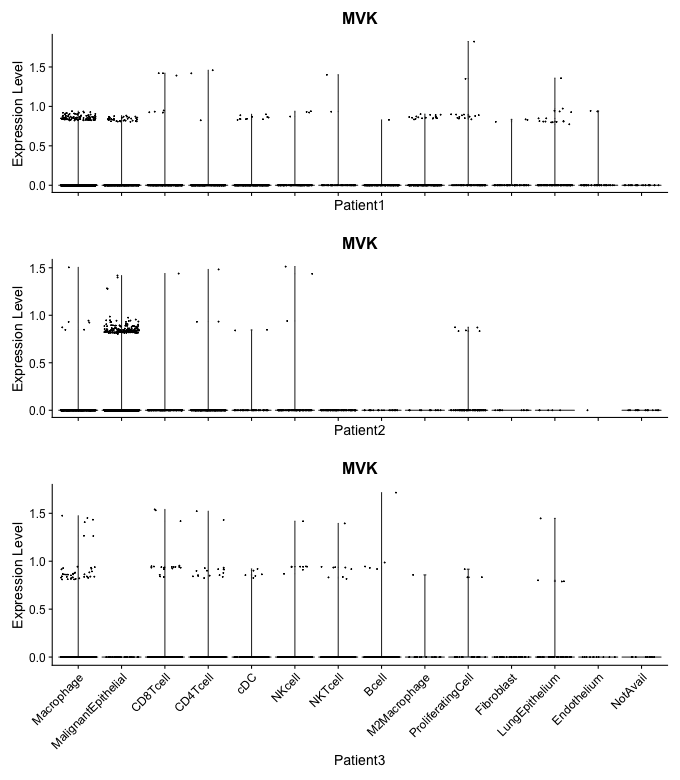 MVK
Expression Level
1.5
1.0
0.5
0.0
Patient1
MVK
Expression Level
1.5
1.0
0.5
0.0
Patient2
MVK
Expression Level
1.5
1.0
0.5
0.0
Macrophage
MalignantEpithelial
CD8Tcell
CD4Tcell
cDC
NKcell
NKTcell
Bcell
M2Macrophage
ProliferatingCell
Fibroblast
LungEpithelium
Endothelium
NotAvail
Patient3